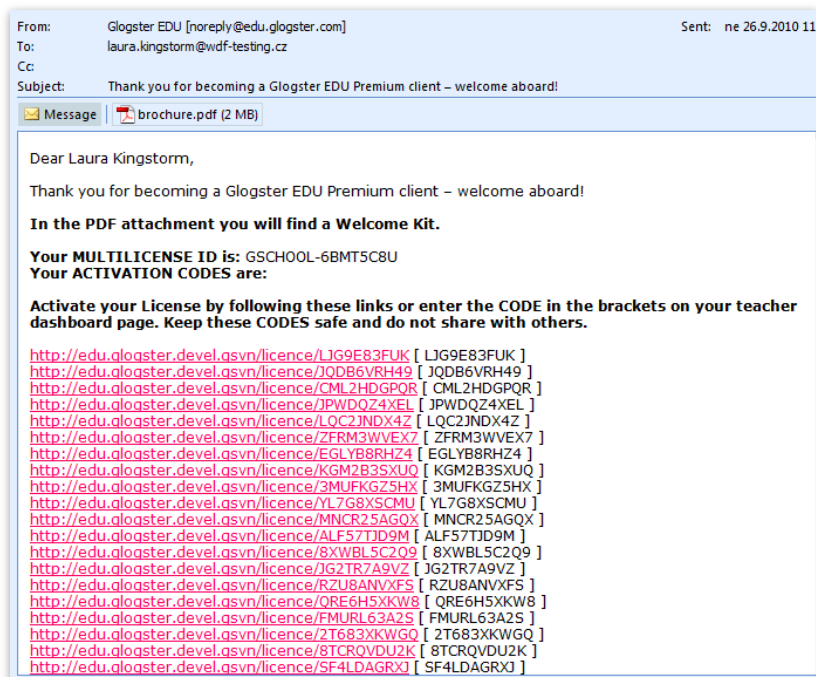 From: Glogster EDU [noreply@edu.glogster.com] Sent: ne 26.9.2010 11
To: laura.kingstorm@wdf-testing.cz
Cc:
Subject: Thank you for becoming a Glogster EDU Premium client – welcome aboard!
Message brochure.pdf (2 MB)
Dear Laura Kingstorm,
Thank you for becoming a Glogster EDU Premium client – welcome aboard!
In the PDF attachment you will find a Welcome Kit.
Your MULTILICENSE ID is: GSCHOOL-6BMT5C8U
Your ACTIVATION CODES are:
Activate your License by following these links or enter the CODE in the brackets on your teacher
dashboard page. Keep these CODES safe and do not share with others.
http://edu.glogster.devel.gsvn/licence/LJG9E83FUK [ LJG9E83FUK ]
http://edu.glogster.devel.gsvn/licence/JQDB6VRH49 [ JQDB6VRH49 ]
http://edu.glogster.devel.gsvn/licence/CML2HDGPQR [ CML2HDGPQR ]
http://edu.glogster.devel.gsvn/licence/JPWDQZ4XEL [ JPWDQZ4XEL ]
http://edu.glogster.devel.gsvn/licence/LQC2JNDX4Z [ LQC2JNDX4Z ]
http://edu.glogster.devel.gsvn/licence/ZFRM3WVEX7 [ ZFRM3WVEX7 ]
http://edu.glogster.devel.gsvn/licence/EGLYB8RHZ4 [ EGLYB8RHZ4 ]
http://edu.glogster.devel.gsvn/licence/KGM2B3SXUQ [ KGM2B3SXUQ ]
http://edu.glogster.devel.gsvn/licence/3MUFKGZ5HX [ 3MUFKGZ5HX ]
http://edu.glogster.devel.gsvn/licence/YL7G8XSCMU [ YL7G8XSCMU ]
http://edu.glogster.devel.gsvn/licence/MNCR25AGQX [ MNCR25AGQX ]
http://edu.glogster.devel.gsvn/licence/ALF57TJD9M [ ALF57TJD9M ]
http://edu.glogster.devel.gsvn/licence/8XWBL5C2Q9 [ 8XWBL5C2Q9 ]
http://edu.glogster.devel.gsvn/licence/JG2TR7A9VZ [ JG2TR7A9VZ ]
http://edu.glogster.devel.gsvn/licence/RZU8ANVXFS [ RZU8ANVXFS ]
http://edu.glogster.devel.gsvn/licence/QRE6H5XKW8 [ QRE6H5XKW8 ]
http://edu.glogster.devel.gsvn/licence/FMURL63A2S [ FMURL63A2S ]
http://edu.glogster.devel.gsvn/licence/2T683XKWGQ [ 2T683XKWGQ ]
http://edu.glogster.devel.gsvn/licence/8TCRQVDU2K [ 8TCRQVDU2K ]
http://edu.glogster.devel.gsvn/licence/SF4LDAGRXJ [ SF4LDAGRXJ ]